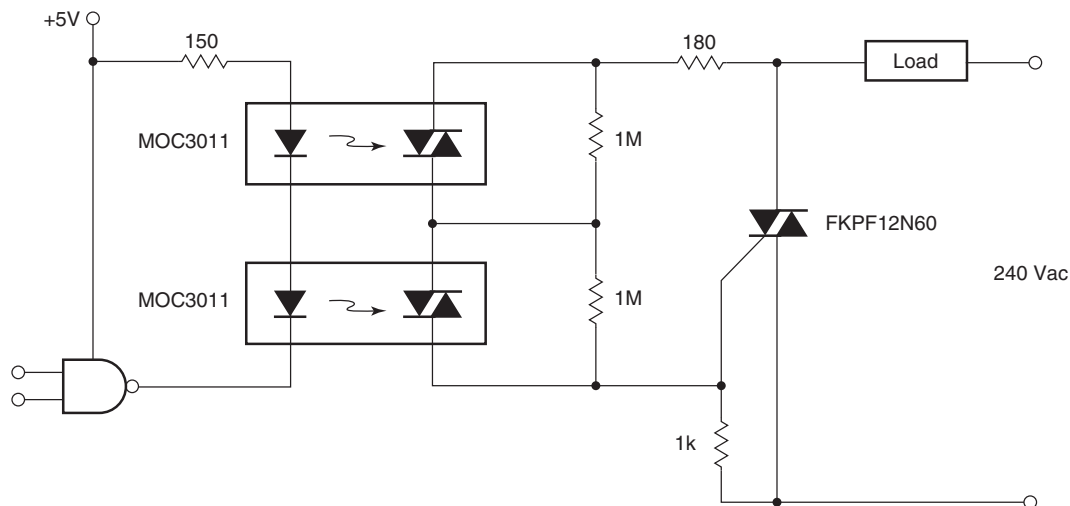 +5V
150
180
Load
MOC3011
1M
FKPF12N60
MOC3011
1M
240 Vac
1k